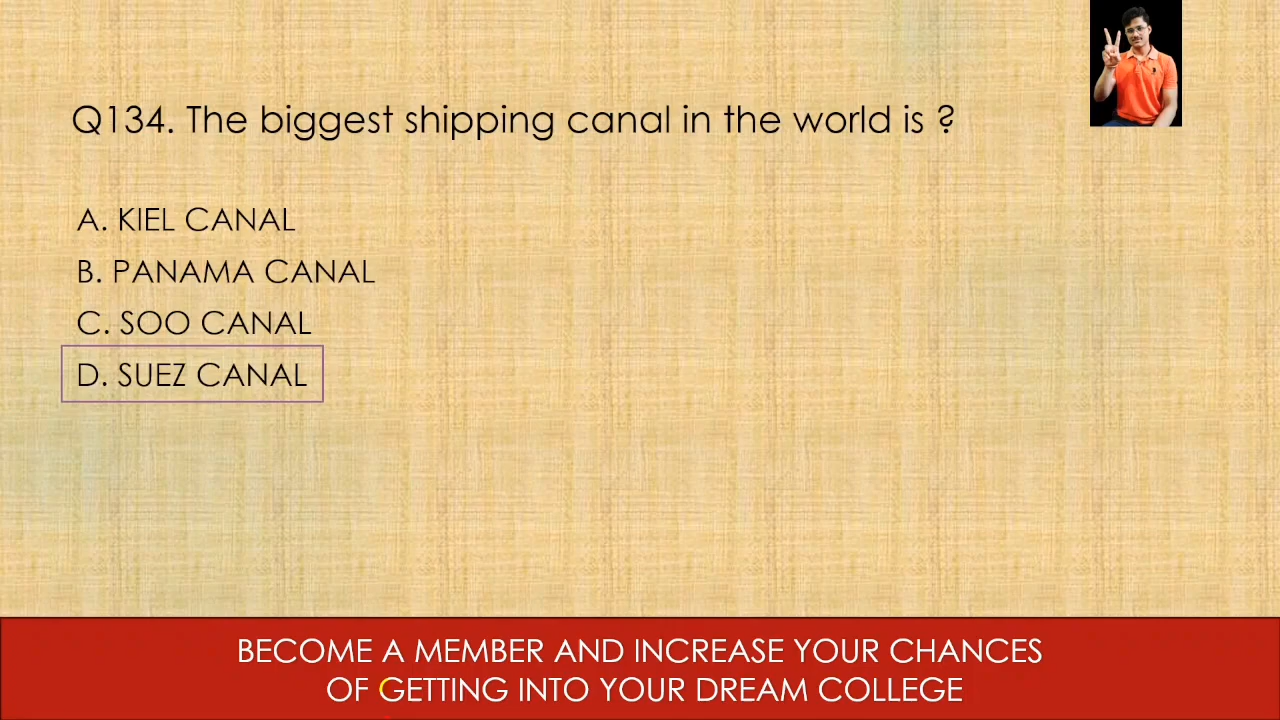 Q134. The biggest shipping canal in the world is ?
A. KIEL CANAL
B. PANAMA CANAL
C. SOO CANAL
D. SUEZ CANAL
BECOME A MEMBER AND INCREASE YOUR CHANCES
OF GETTING INTO YOUR DREAM COLLEGE